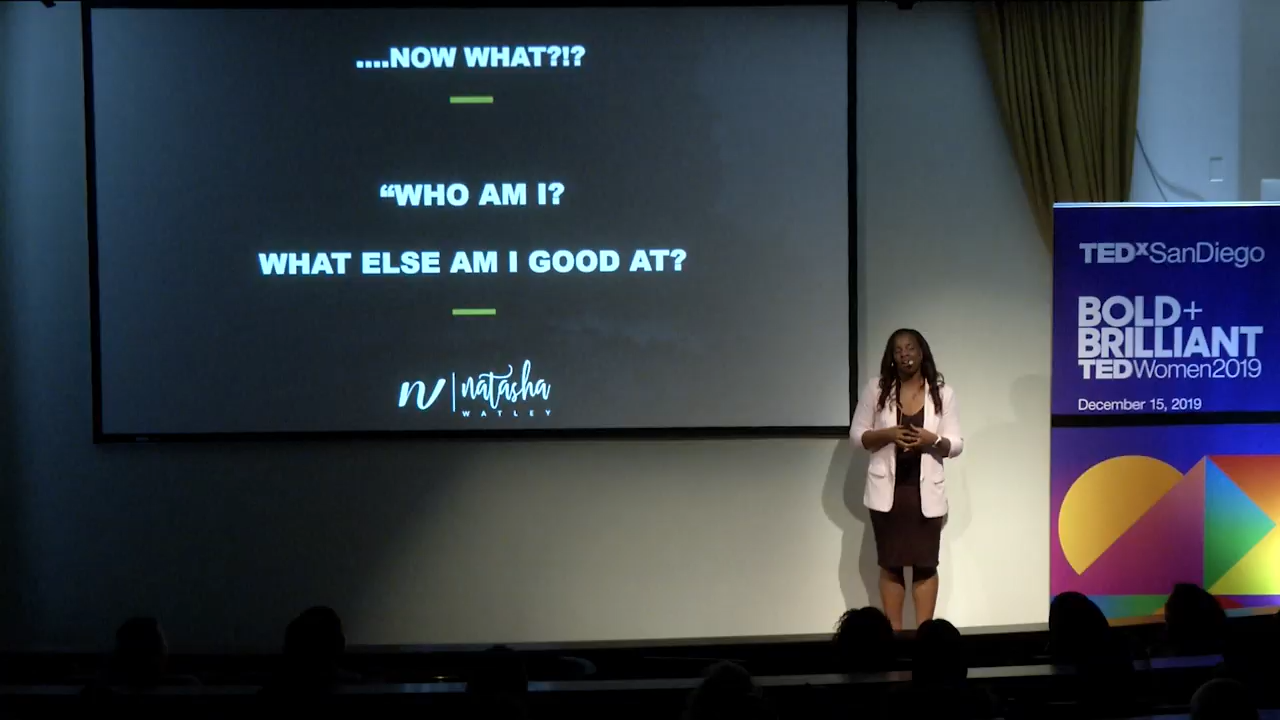 ....NOW WHAT?!?
“WHO AM I?
WHAT ELSE AM I GOOD AT?
n | natasha
WATLEY
TEDxSanDiego
BOLD+
BRILLIANT
TEDWomen2019
December 15, 2019